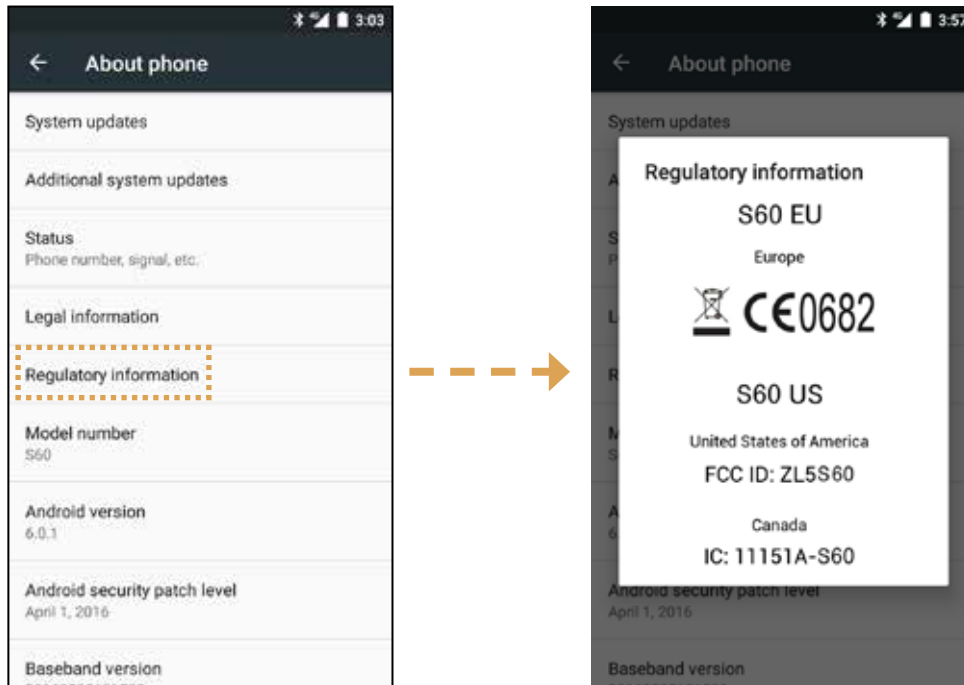 3:03
About phone
System updates
Additional system updates
Status
Phone number, signal, etc.
Legal information
Regulatory information
Model number
S60
Android version
6.0.1
Android security patch level
April 1, 2016
Baseband version
3:57
About phone
System updates
Regulatory information
S60 EU
Europe
CE0682
S60 US
United States of America
FCC ID: ZL5S60
Canada
IC: 11151A-S60
Android security patch level
April 1, 2016
Baseband version